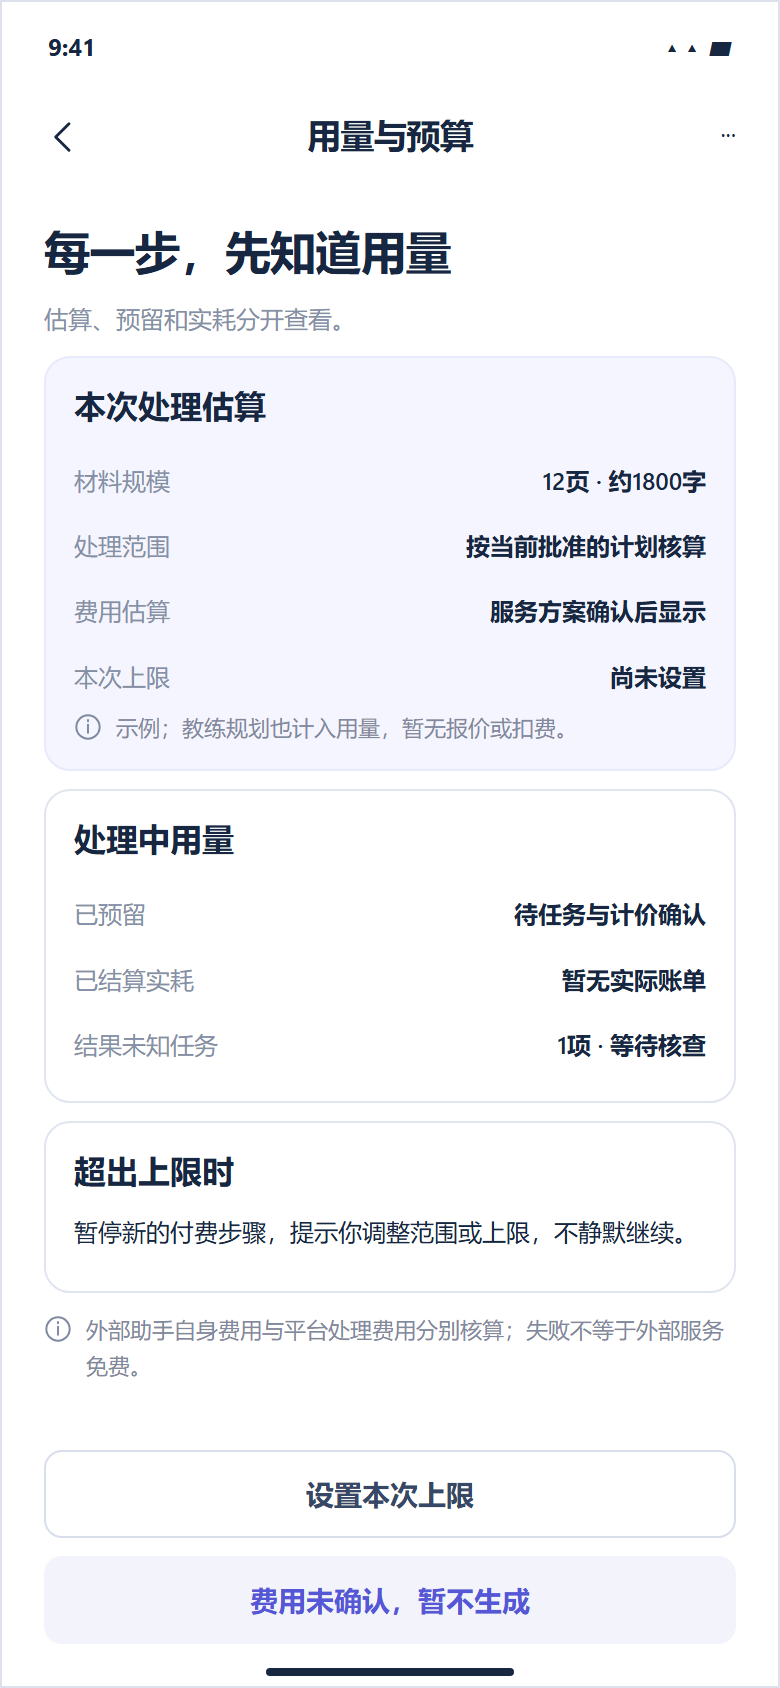 9:41
用量与预算
...
每一步，先知道用量
估算、预留和实耗分开查看。
本次处理估算
材料规模 12页 · 约1800字
处理范围 按当前批准的计划核算
费用估算 服务方案确认后显示
本次上限 尚未设置
示例；教练规划也计入用量，暂无报价或扣费。
处理中用量
已预留 待任务与计价确认
已结算实耗 暂无实际账单
结果未知任务 1项 · 等待核查
超出上限时
暂停新的付费步骤，提示你调整范围或上限，不静默继续。
外部助手自身费用与平台处理费用分别核算；失败不等于外部服务
免费。
设置本次上限
费用未确认，暂不生成